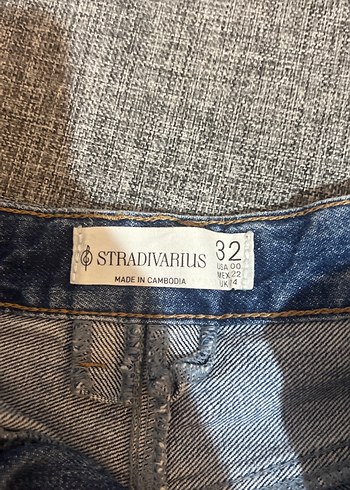 STRADIVARIUS
MADE IN CAMBODIA
32
USA 00
MEX 22
UK 4